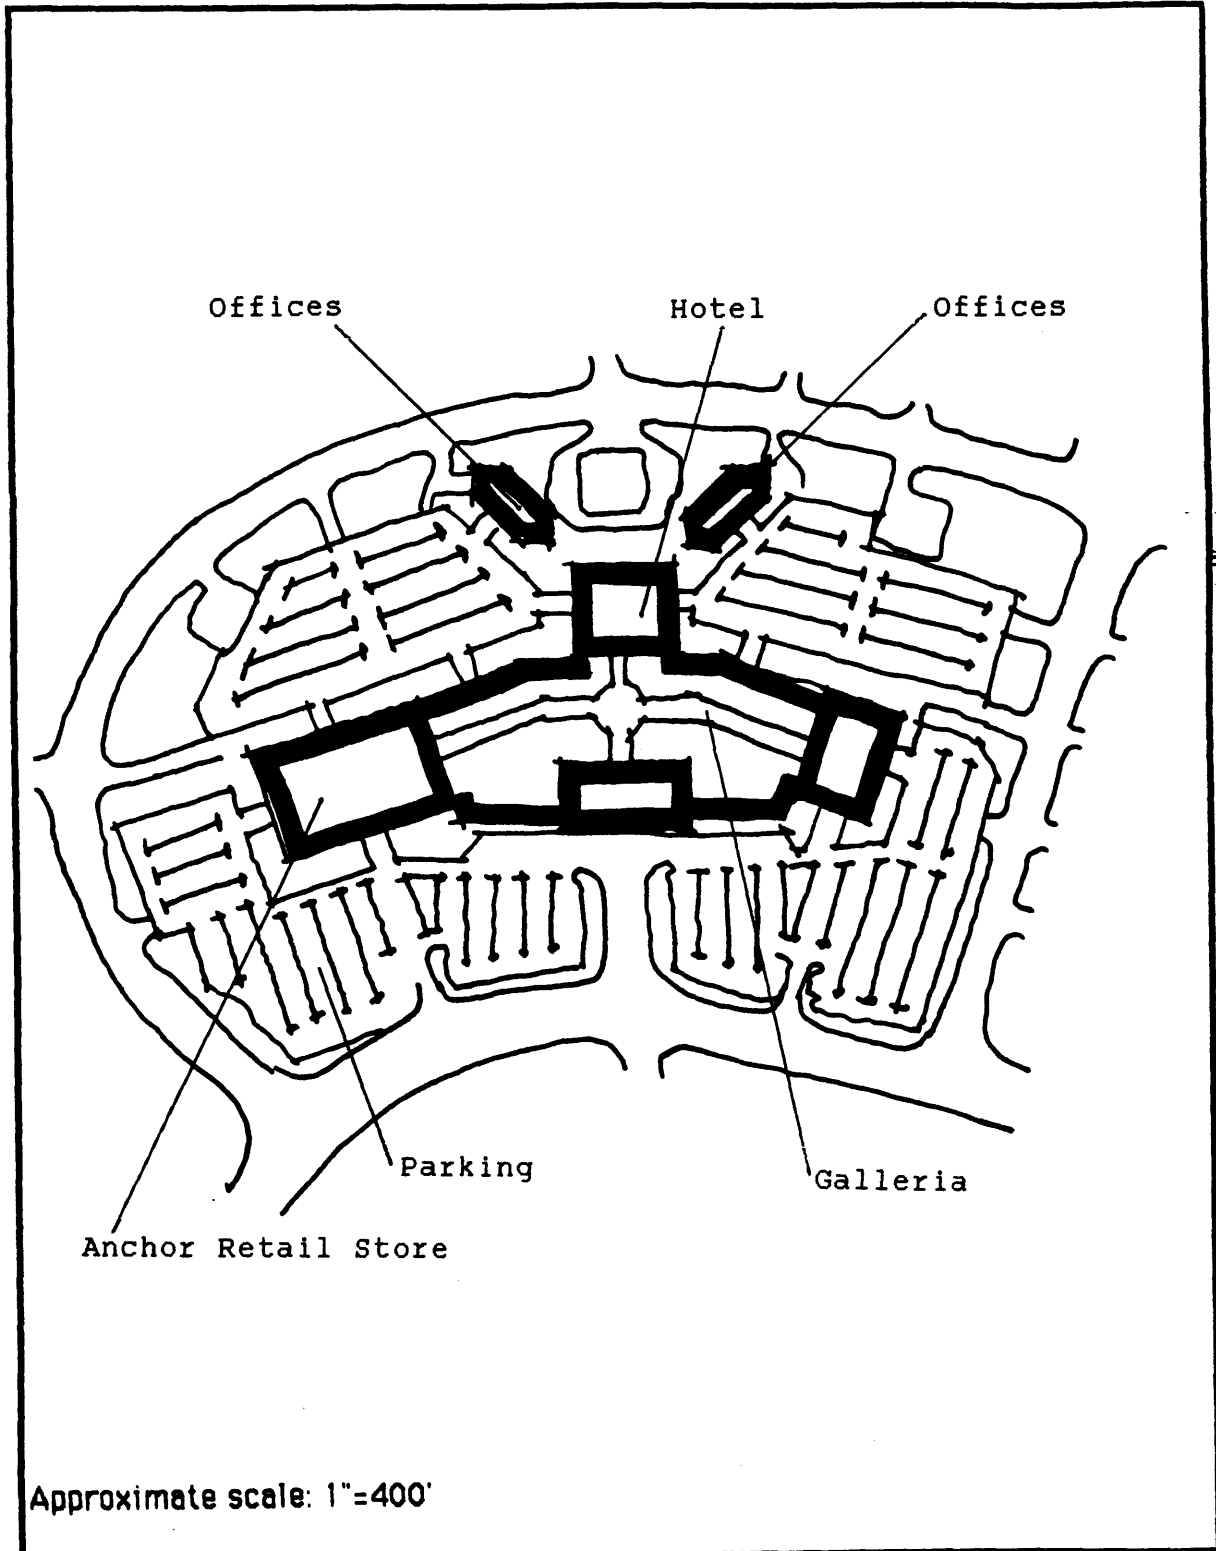 Offices
Hotel
Offices
Parking
Galleria
Anchor Retail Store
Approximate scale: 1"=400'